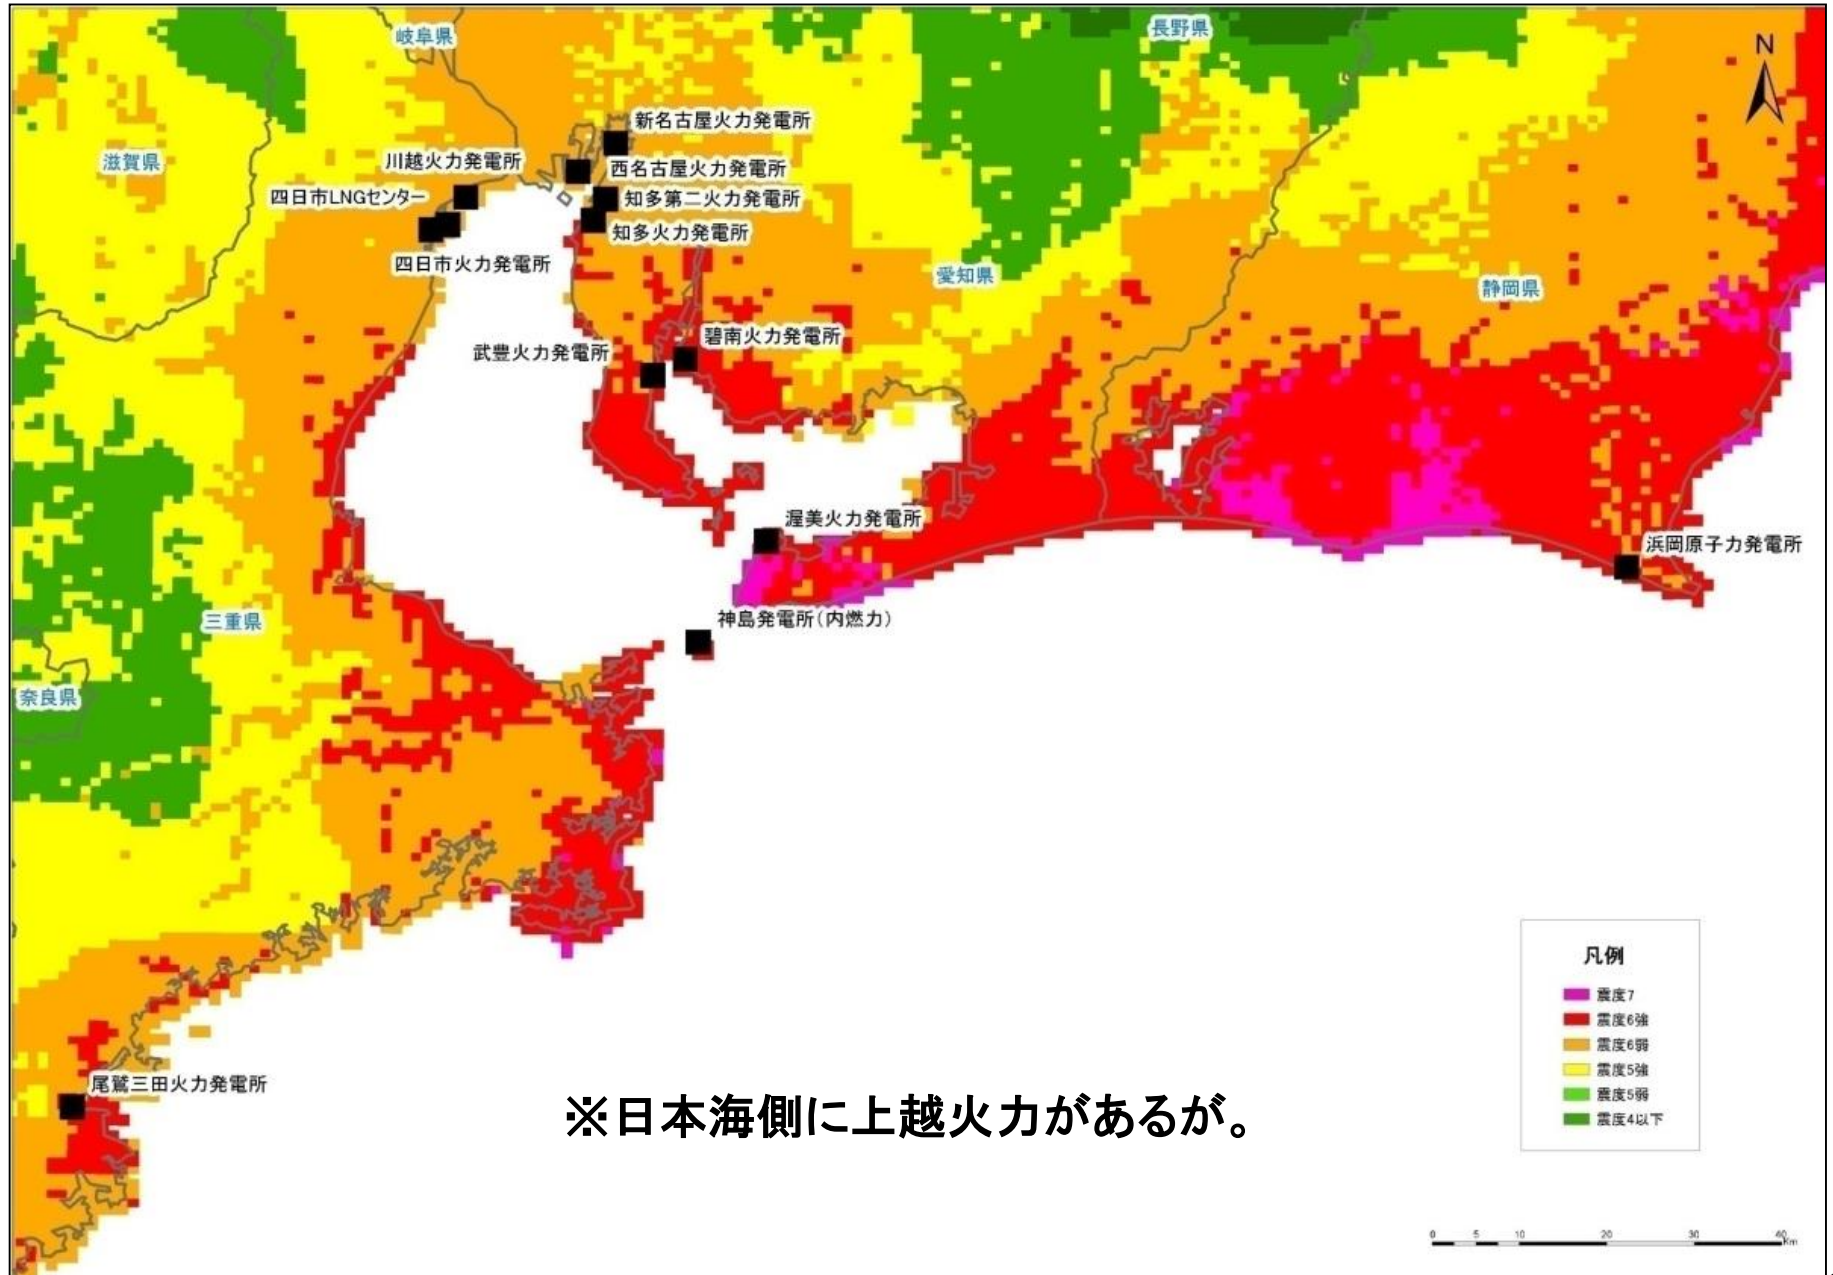 岐阜県
長野県
N
新名古屋火力発電所
滋賀県
川越火力発電所
西名古屋火力発電所
四日市LNGセンター
知多第二火力発電所
知多火力発電所
四日市火力発電所
愛知県
静岡県
碧南火力発電所
武豊火力発電所
渥美火力発電所
浜岡原子力発電所
神島発電所(内燃力)
三重県
奈良県
凡例
震度7
震度6強
震度6弱
震度5強
震度5弱
震度4以下
尾鷲三田火力発電所
※日本海側に上越火力があるが。
0 5 10 20 30 40
Km